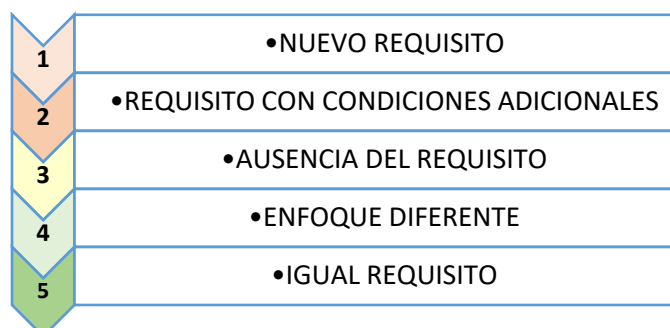 1 •NUEVO REQUISITO
2 •REQUISITO CON CONDICIONES ADICIONALES
3 •AUSENCIA DEL REQUISITO
4 •ENFOQUE DIFERENTE
5 •IGUAL REQUISITO